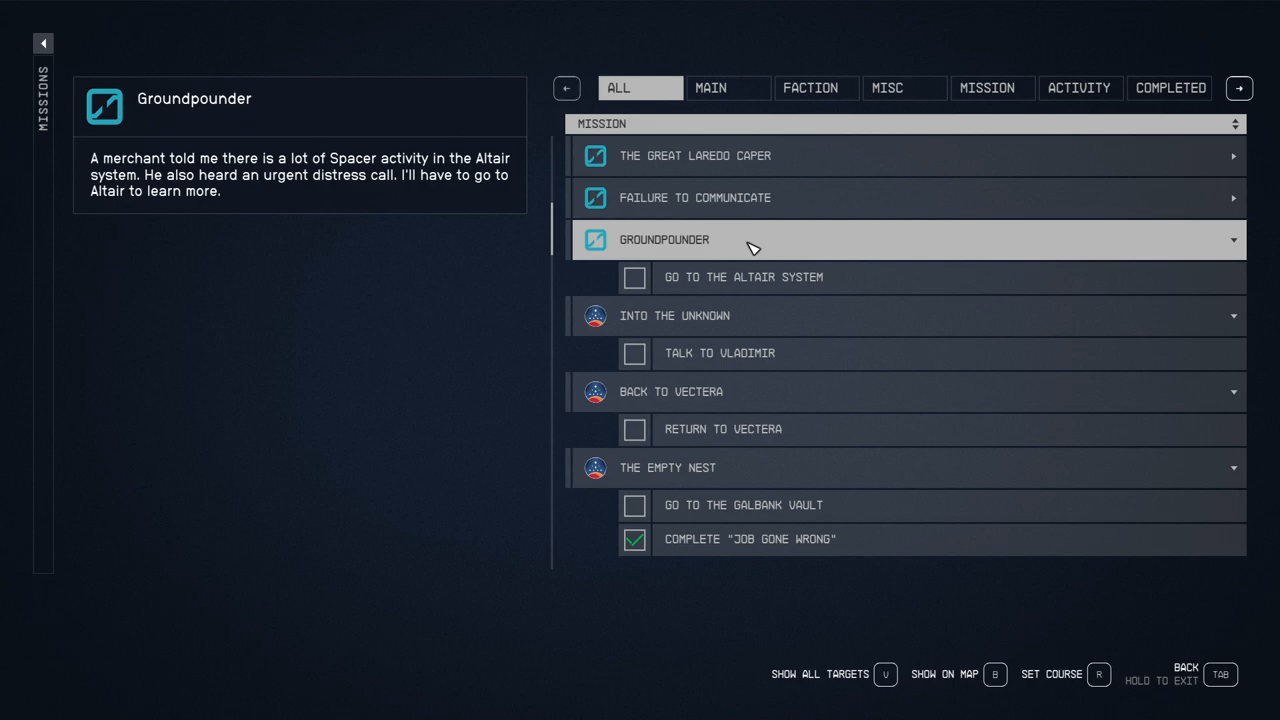 MISSIONS
Groundpounder
A merchant told me there is a lot of Spacer activity in the Altair
system. He also heard an urgent distress call. I'll have to go to
Altair to learn more.
ALL MAIN FACTION MISC MISSION ACTIVITY COMPLETED
MISSION
THE GREAT LAREDO CAPER
FAILURE TO COMMUNICATE
GROUNDPOUNDER
GO TO THE ALTAIR SYSTEM
INTO THE UNKNOWN
TALK TO VLADIMIR
BACK TO VECTERA
RETURN TO VECTERA
THE EMPTY NEST
GO TO THE GALBANK VAULT
COMPLETE "JOB GONE WRONG"
SHOW ALL TARGETS V SHOW ON MAP B SET COURSE R BACK TAB
HOLD TO EXIT